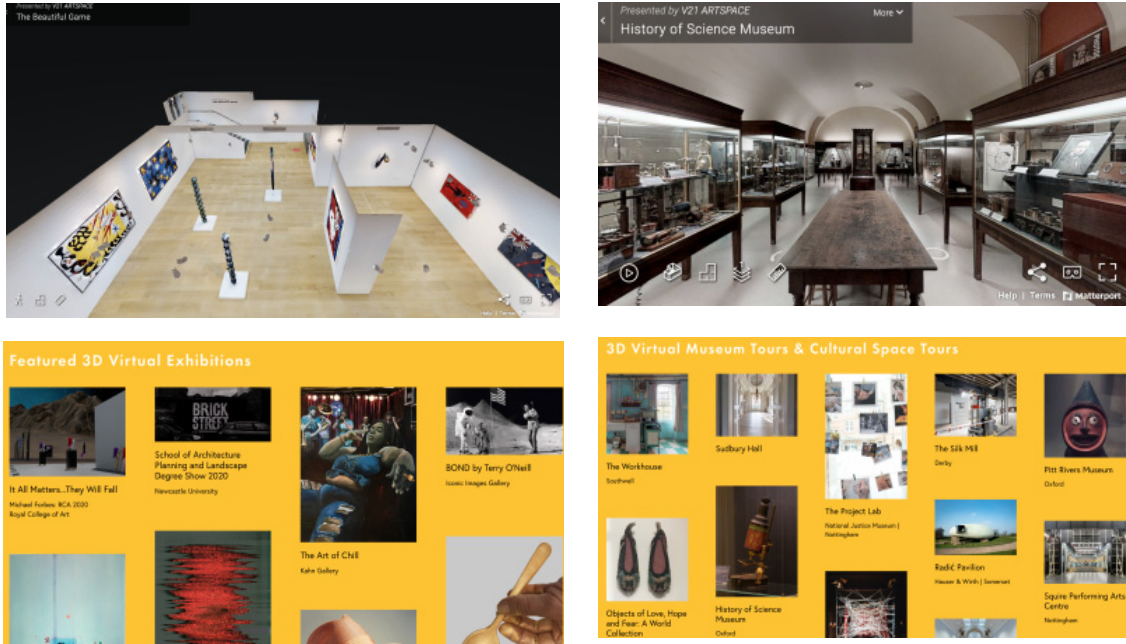 Presented by V21 ARTSPACE
The Beautiful Game
Help | Terms Matterport
Presented by V21 ARTSPACE
History of Science Museum
More
Help | Terms Matterport
Featured 3D Virtual Exhibitions
It All Matters...They Will Fall
Michael Forbes: RCA 2020
Royal College of Art
BRICK
STREET
School of Architecture
Planning and Landscape
Degree Show 2020
Newcastle University
The Art of Chill
Kahn Gallery
BOND by Terry O'Neill
Iconic Images Gallery
3D Virtual Museum Tours & Cultural Space Tours
The Workhouse
Southwell
Objects of Love, Hope
and Fear: A World
Collection
Sudbury Hall
History of Science
Museum
Oxford
The Project Lab
National Justice Museum |
Nottingham
The Silk Mill
Derby
Radić Pavilion
Hauser & Wirth | Somerset
Pitt Rivers Museum
Oxford
Squire Performing Arts
Centre
Nottingham